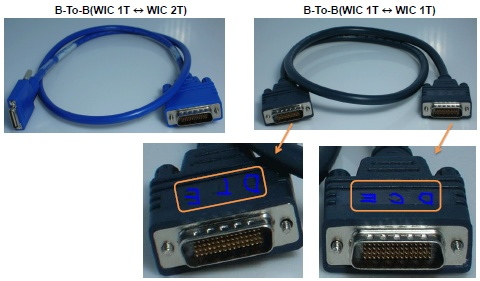 B-To-B(WIC 1T ↔ WIC 2T)
B-To-B(WIC 1T ↔ WIC 1T)
DTE
DCE